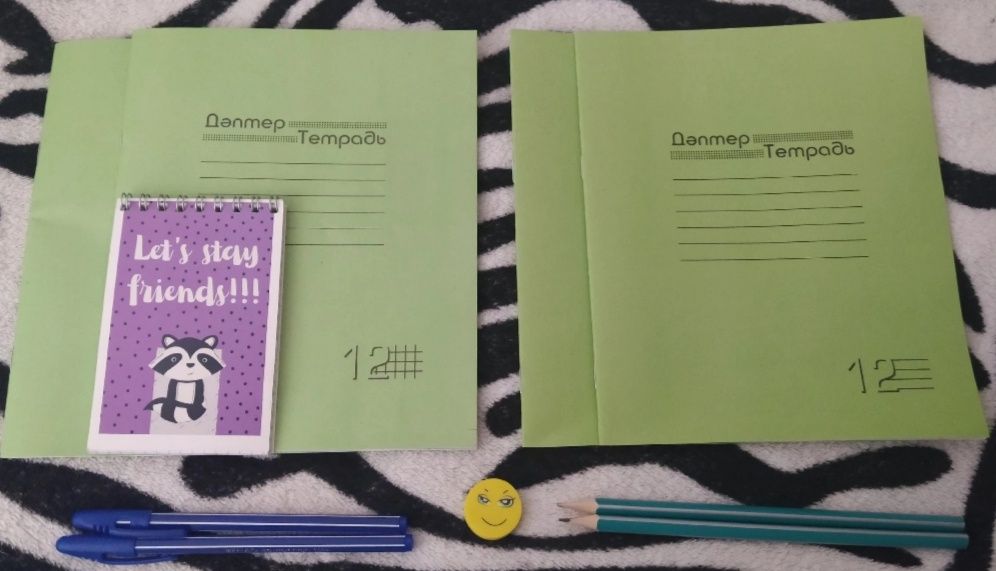 Дәптер
Тетрадь
Let's stay
friends!!!
12
Дәптер
Тетрадь
12